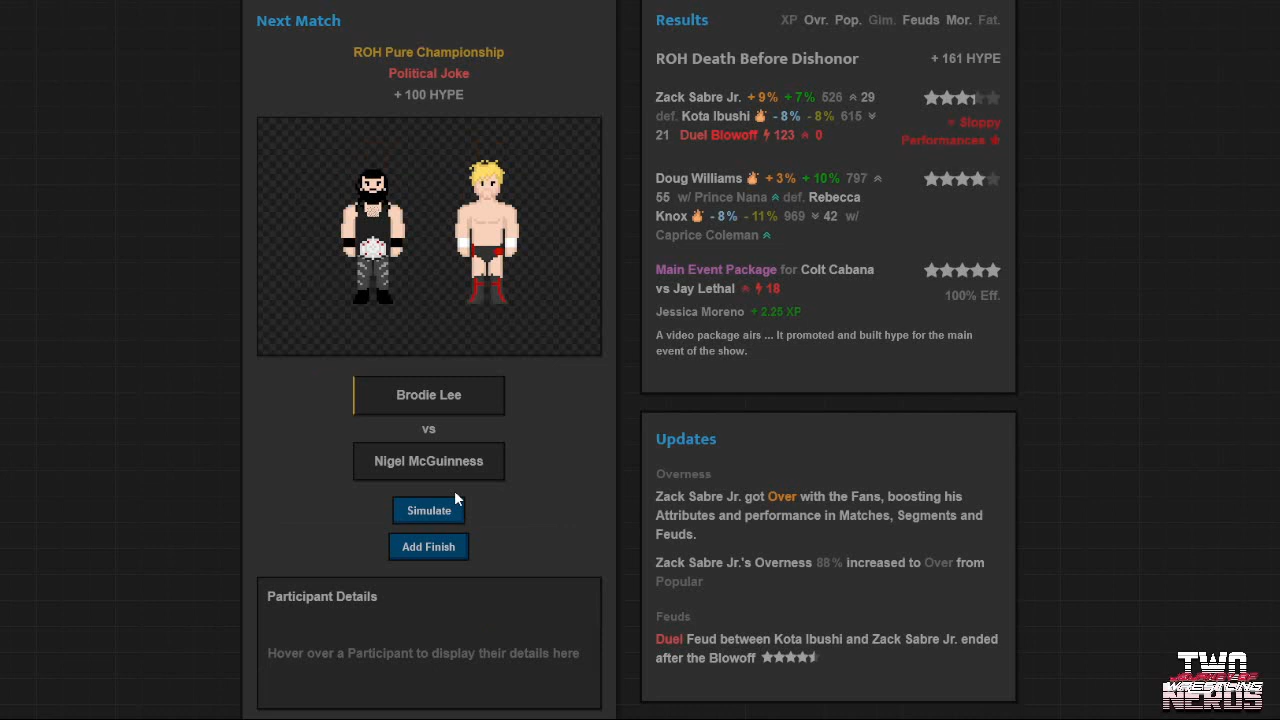 Next Match
ROH Pure Championship
Political Joke
+ 100 HYPE
Brodie Lee
vs
Nigel McGuinness
Simulate
Add Finish
Participant Details
Hover over a Participant to display their details here
Results XP Ovr. Pop. Gim. Feuds Mor. Fat.
ROH Death Before Dishonor + 161 HYPE
Zack Sabre Jr. + 9% + 7% 526 29
def. Kota Ibushi - 8% - 8% 615
21 Duel Blowoff 123 0
Sloppy
Performances
Doug Williams + 3% + 10% 797
55 w/ Prince Nana def. Rebecca
Knox - 8% - 11% 969 42 w/
Caprice Coleman
Main Event Package for Colt Cabana
vs Jay Lethal 18
100% Eff.
Jessica Moreno + 2.25 XP
A video package airs ... It promoted and built hype for the main
event of the show.
Updates
Overness
Zack Sabre Jr. got Over with the Fans, boosting his
Attributes and performance in Matches, Segments and
Feuds.
Zack Sabre Jr.'s Overness 88% increased to Over from
Popular
Feuds
Duel Feud between Kota Ibushi and Zack Sabre Jr. ended
after the Blowoff
TWO
WRESTLING
NERDS